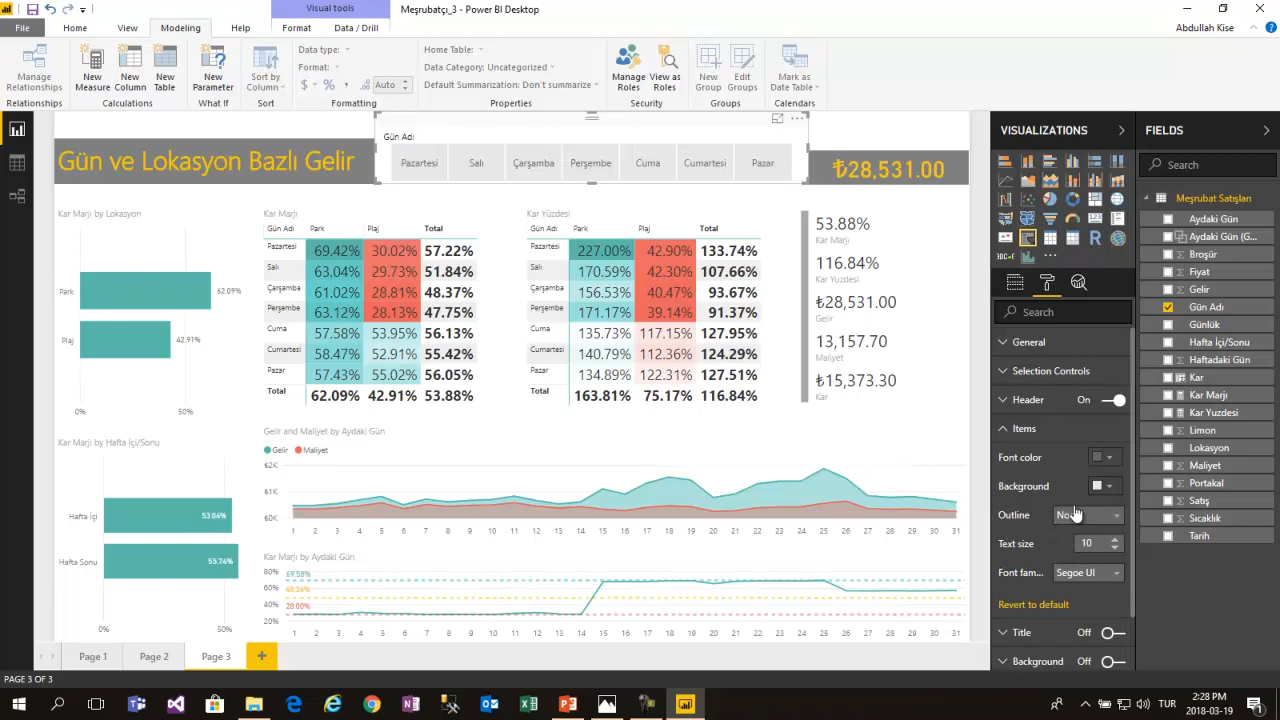 Visual tools
Meşrubatçı_3 - Power BI Desktop
File
Home
View
Modeling
Help
Format
Data / Drill
Abdullah Kise
Manage Relationships
New Measure
New Column
New Table
New Parameter
Sort by Column
Data type:
Format:
$ % , Auto
Home Table:
Data Category: Uncategorized
Default Summarization: Don't summarize
Manage Roles
View as Roles
New Group
Edit Groups
Mark as Date Table
Relationships
Calculations
What If
Sort
Formatting
Properties
Security
Groups
Calendars
Gün ve Lokasyon Bazlı Gelir
Gün Adı
Pazartesi
Salı
Çarşamba
Perşembe
Cuma
Cumartesi
Pazar
₺28,531.00
Kar Marjı by Lokasyon
Park
62.09%
Plaj
42.91%
0%
50%
Kar Marjı
Gün Adı Park Plaj Total
Pazartesi 69.42% 30.02% 57.22%
Salı 63.04% 29.73% 51.84%
Çarşamba 61.02% 28.81% 48.37%
Perşembe 63.12% 28.13% 47.75%
Cuma 57.58% 53.95% 56.13%
Cumartesi 58.47% 52.91% 55.42%
Pazar 57.43% 55.02% 56.05%
Total 62.09% 42.91% 53.88%
Kar Yüzdesi
Gün Adı Park Plaj Total
Pazartesi 227.00% 42.90% 133.74%
Salı 170.59% 42.30% 107.66%
Çarşamba 156.53% 40.47% 93.67%
Perşembe 171.17% 39.14% 91.37%
Cuma 135.73% 117.15% 127.95%
Cumartesi 140.79% 112.36% 124.29%
Pazar 134.89% 122.31% 127.51%
Total 163.81% 75.17% 116.84%
53.88%
Kar Marjı
116.84%
Kar Yuzdesi
₺28,531.00
Gelir
13,157.70
Maliyet
₺15,373.30
Kar
Kar Marjı by Hafta İçi/Sonu
Hafta İçi
53.04%
Hafta Sonu
55.74%
0%
50%
Gelir and Maliyet by Aydaki Gün
Gelir Maliyet
₺2K
₺1K
₺0K
1 2 3 4 5 6 7 8 9 10 11 12 13 14 15 16 17 18 19 20 21 22 23 24 25 26 27 28 29 30 31
Kar Marjı by Aydaki Gün
80%
69.58%
60%
40%
28.00%
20%
1 2 3 4 5 6 7 8 9 10 11 12 13 14 15 16 17 18 19 20 21 22 23 24 25 26 27 28 29 30 31
Page 1
Page 2
Page 3
+
PAGE 3 OF 3
VISUALIZATIONS
R
Search
General
Selection Controls
Header On
Items
Font color
Background
Outline
Text size 10
Font fam... Segoe UI
Revert to default
Title Off
Background Off
FIELDS
Search
Meşrubat Satışları
Aydaki Gün
Aydaki Gün (G...
Broşür
Fiyat
Gelir
Gün Adı
Günlük
Hafta İçi/Sonu
Haftadaki Gün
Kar
Kar Marjı
Kar Yuzdesi
Limon
Lokasyon
Maliyet
Portakal
Satış
Sıcaklık
Tarih
TUR
2:28 PM
2018-03-19